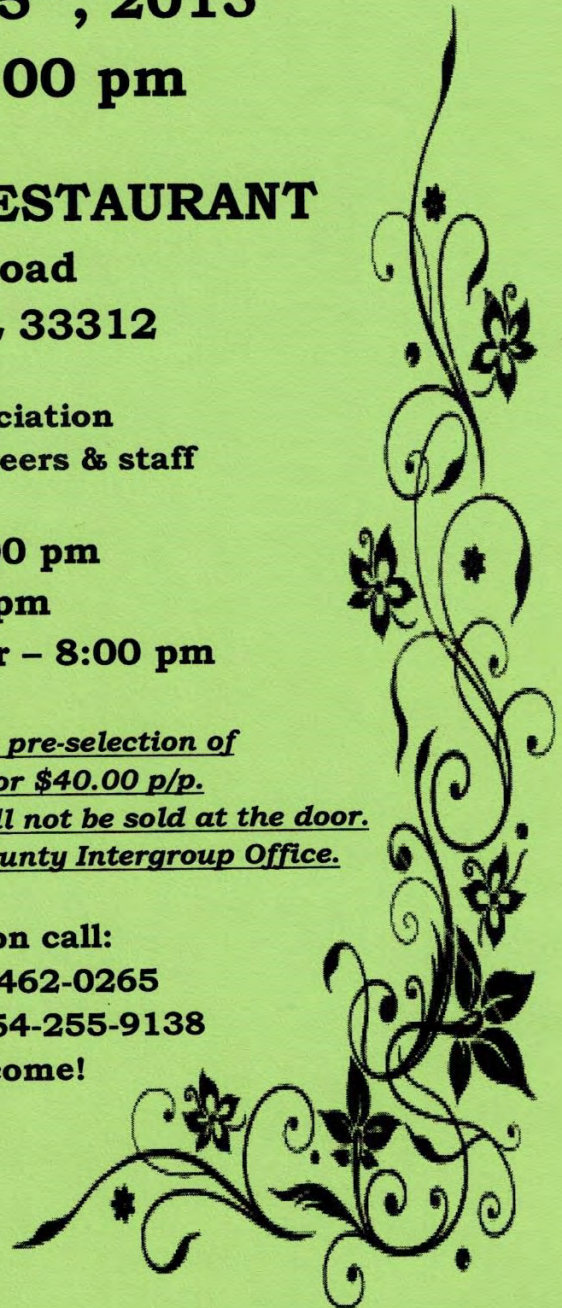 5 , 2013
00 pm
ESTAURANT
oad
33312
ciation
eers & staff
0 pm
pm
r – 8:00 pm
pre-selection of
or $40.00 p/p.
ll not be sold at the door.
unty Intergroup Office.
on call:
462-0265
54-255-9138
come!